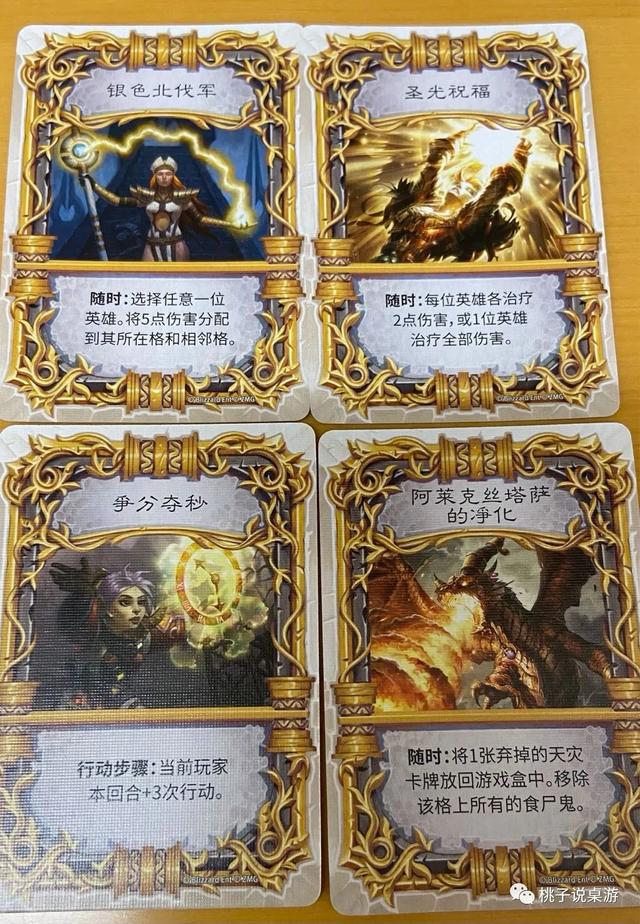 银色北伐军
随时：选择任意一位
英雄。将5点伤害分配
到其所在格和相邻格。
© Blizzard Ent. © ZMG
圣光祝福
随时：每位英雄各治疗
2点伤害，或1位英雄
治疗全部伤害。
© Blizzard Ent. © ZMG
争分夺秒
行动步骤：当前玩家
本回合+3次行动。
© Blizzard Ent. © ZMG
阿莱克丝塔萨
的净化
随时：将1张弃掉的天灾
卡牌放回游戏盒中。移除
该格上所有的食尸鬼。
© Blizzard Ent. © ZMG
桃子说桌游